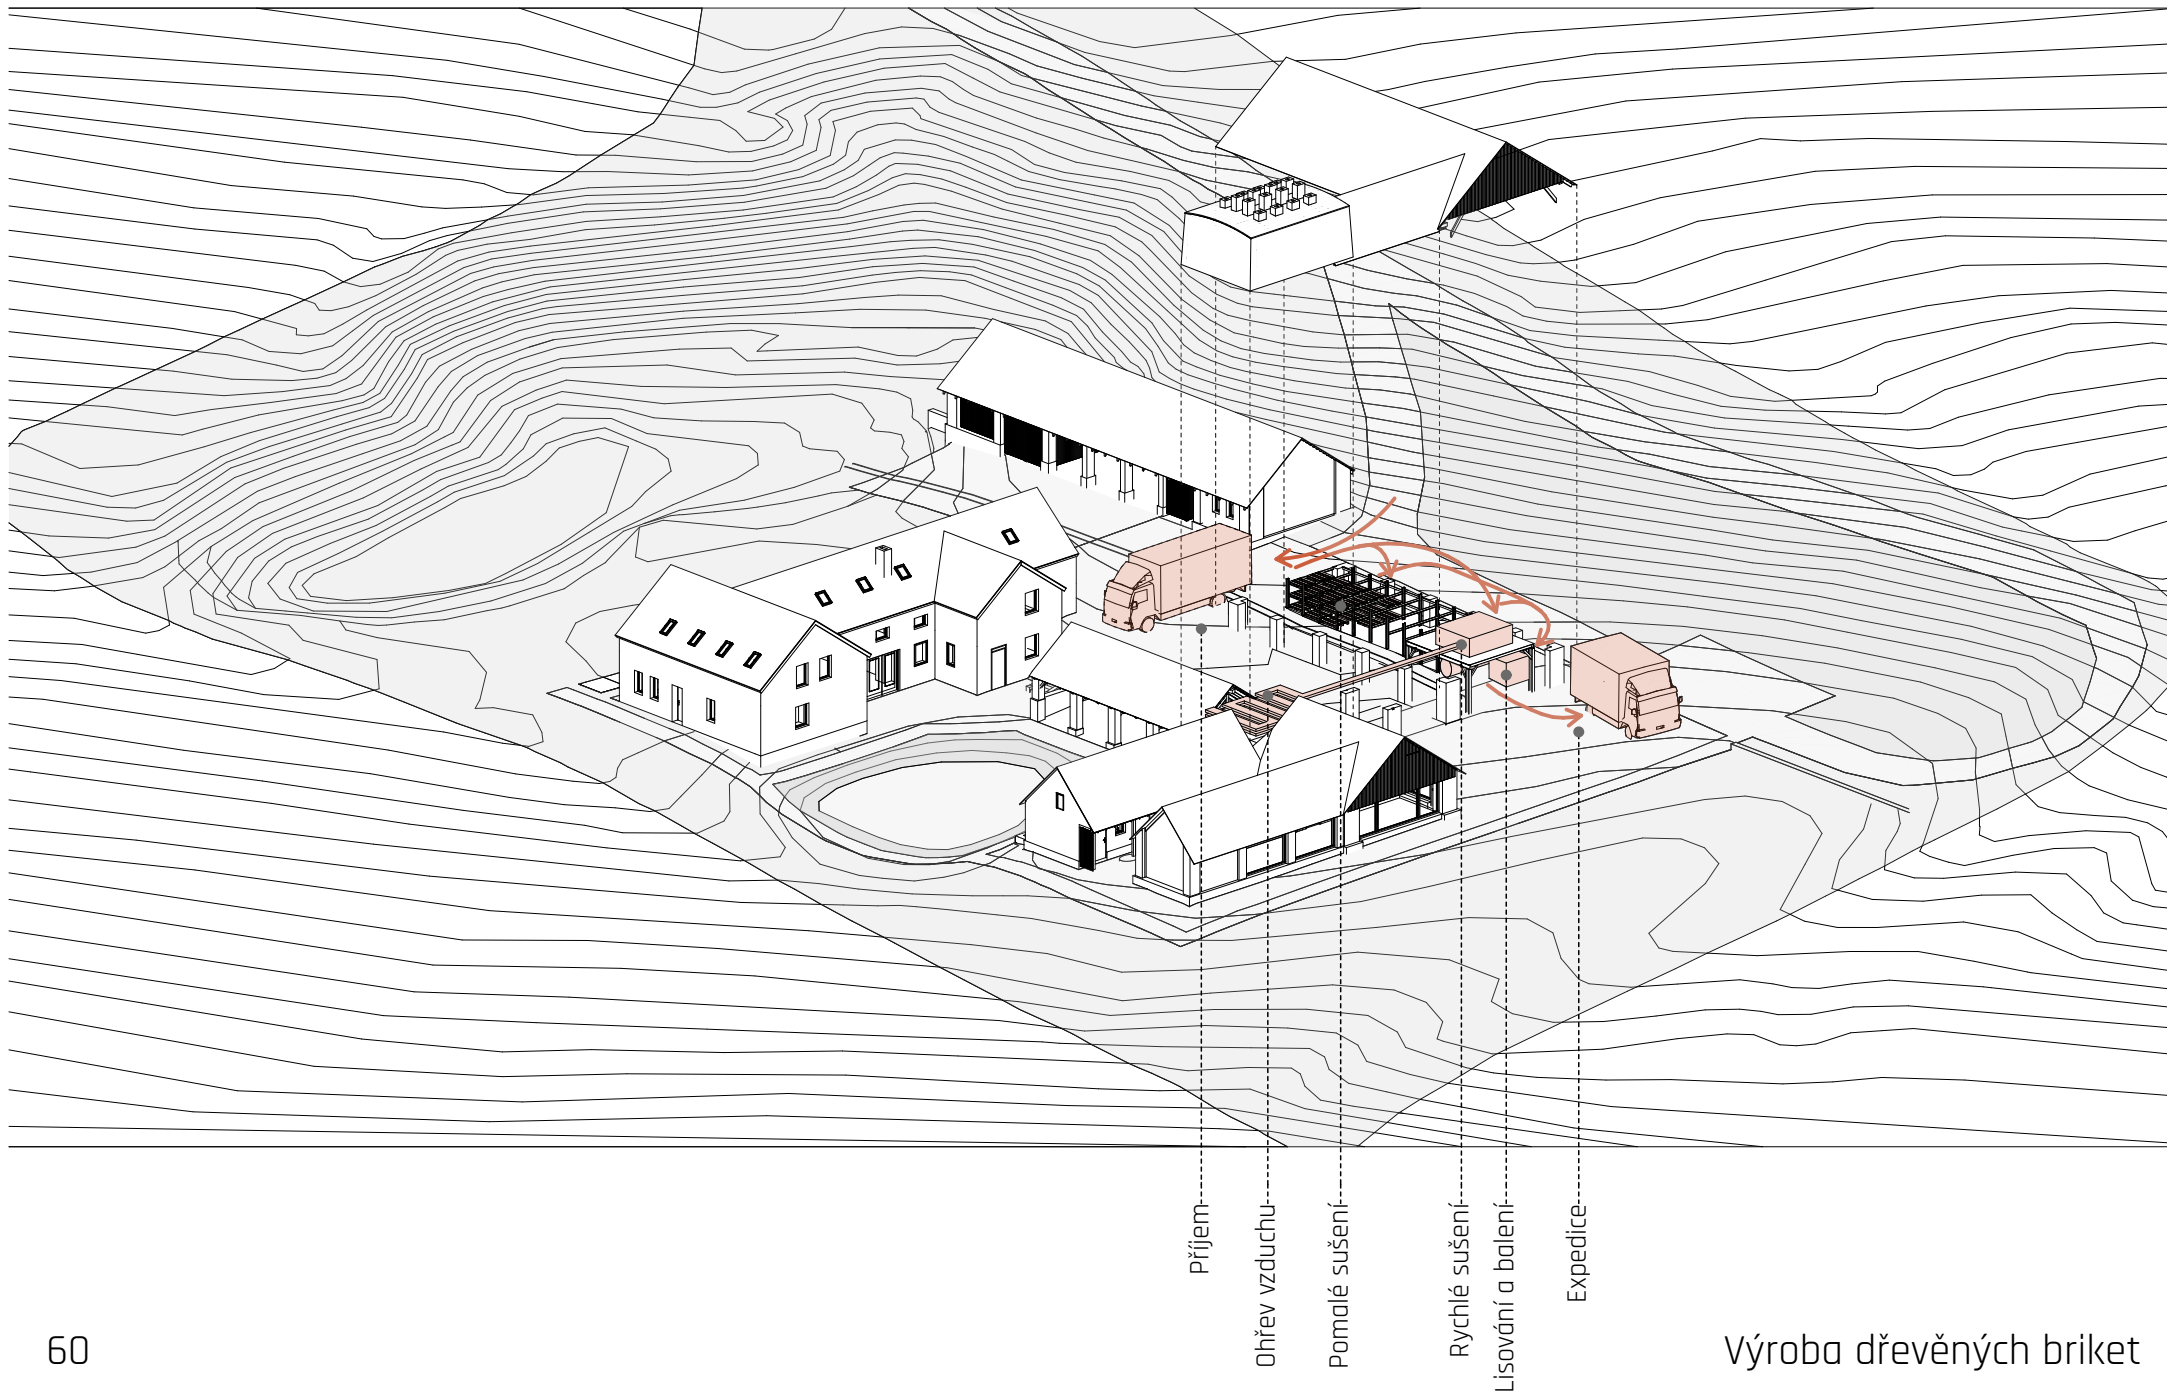 Příjem
Ohřev vzduchu
Pomalé sušení
Rychlé sušení
Lisování a balení
Expedice
60
Výroba dřevěných briket